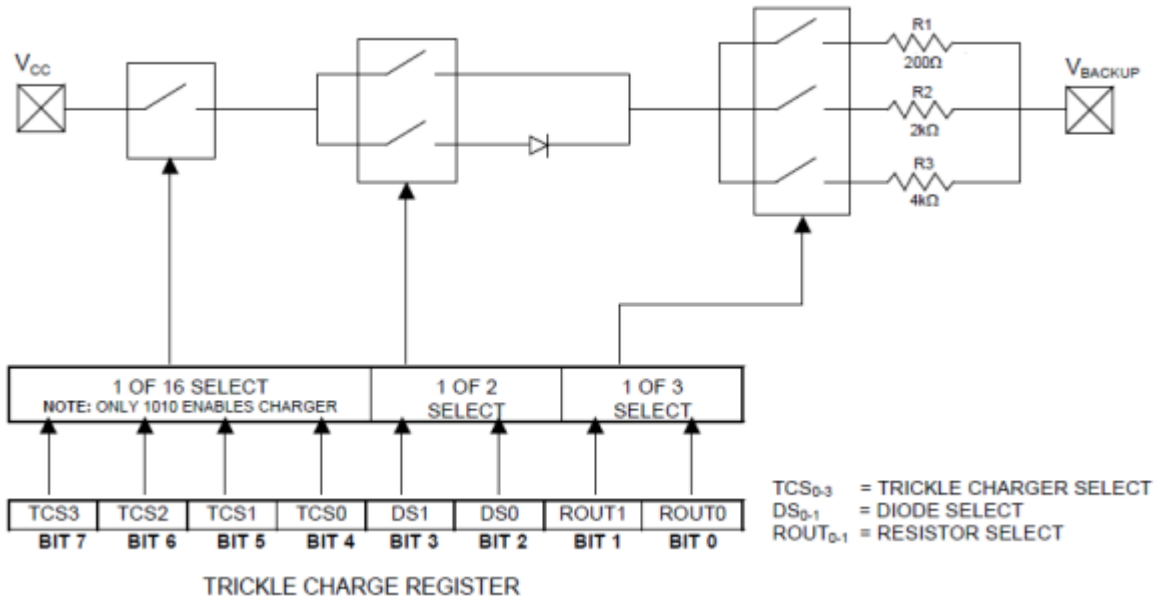 V_CC
R1
200Ω
R2
2kΩ
R3
4kΩ
V_BACKUP
1 OF 16 SELECT
NOTE: ONLY 1010 ENABLES CHARGER
1 OF 2
SELECT
1 OF 3
SELECT
TCS3 TCS2 TCS1 TCS0 DS1 DS0 ROUT1 ROUT0
BIT 7 BIT 6 BIT 5 BIT 4 BIT 3 BIT 2 BIT 1 BIT 0
TCS0-3 = TRICKLE CHARGER SELECT
DS0-1 = DIODE SELECT
ROUT0-1 = RESISTOR SELECT
TRICKLE CHARGE REGISTER